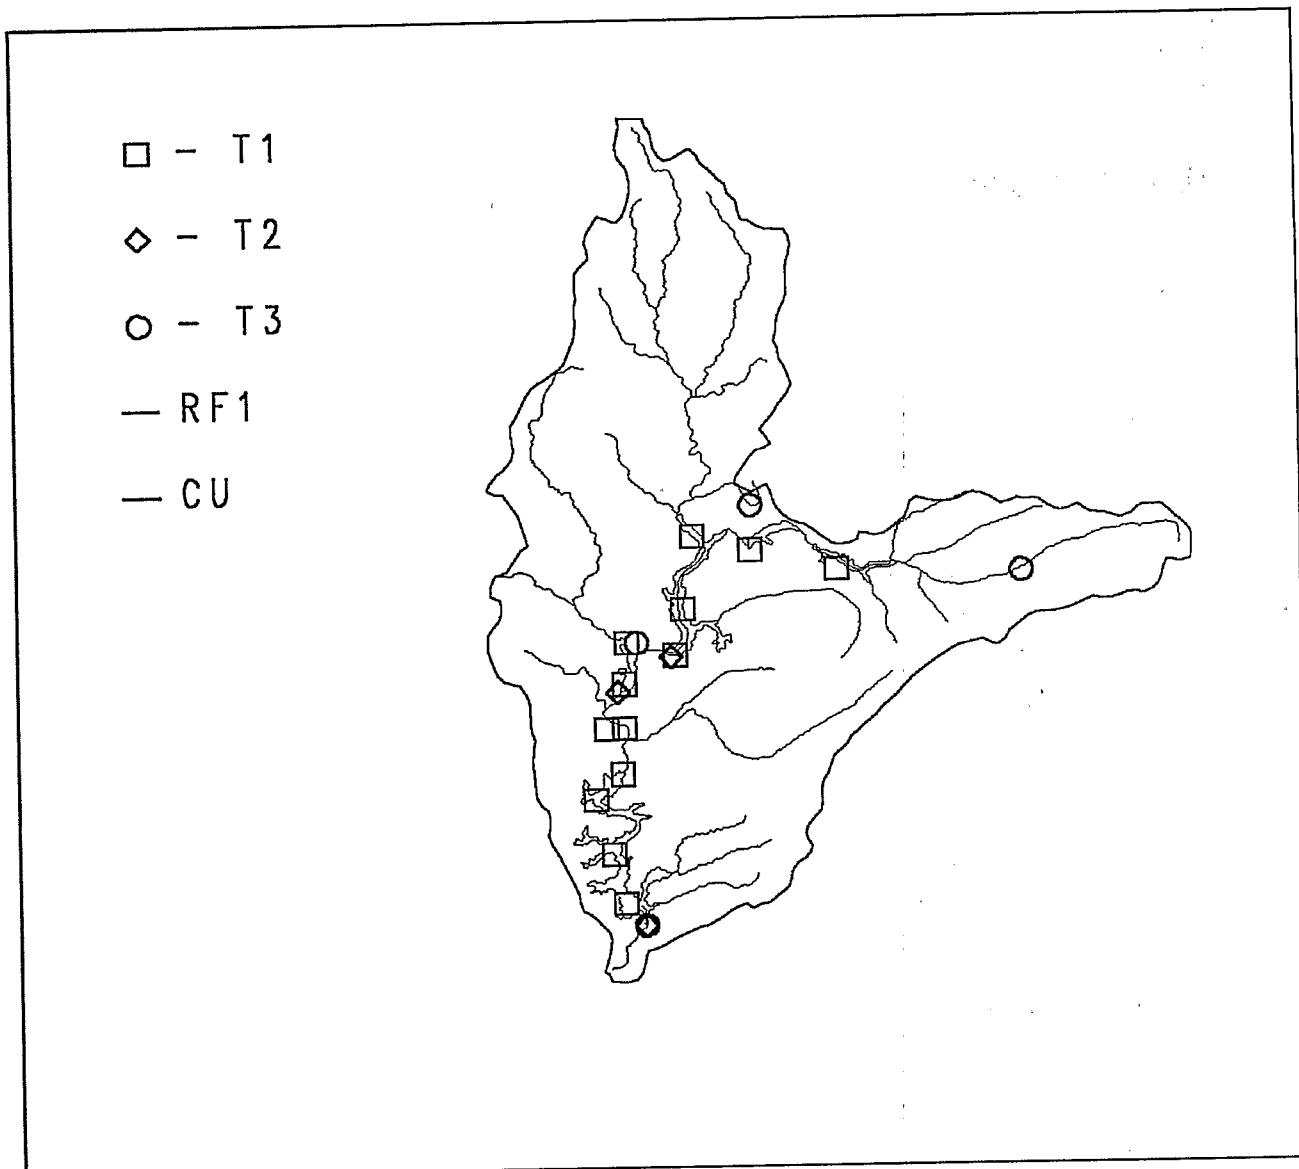 □ - T1
◇ - T2
○ - T3
— RF1
— CU